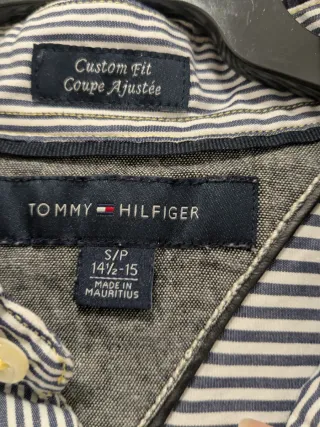 Custom Fit
Coupe Ajustée
TOMMY HILFIGER
S/P
14½-15
MADE IN
MAURITIUS